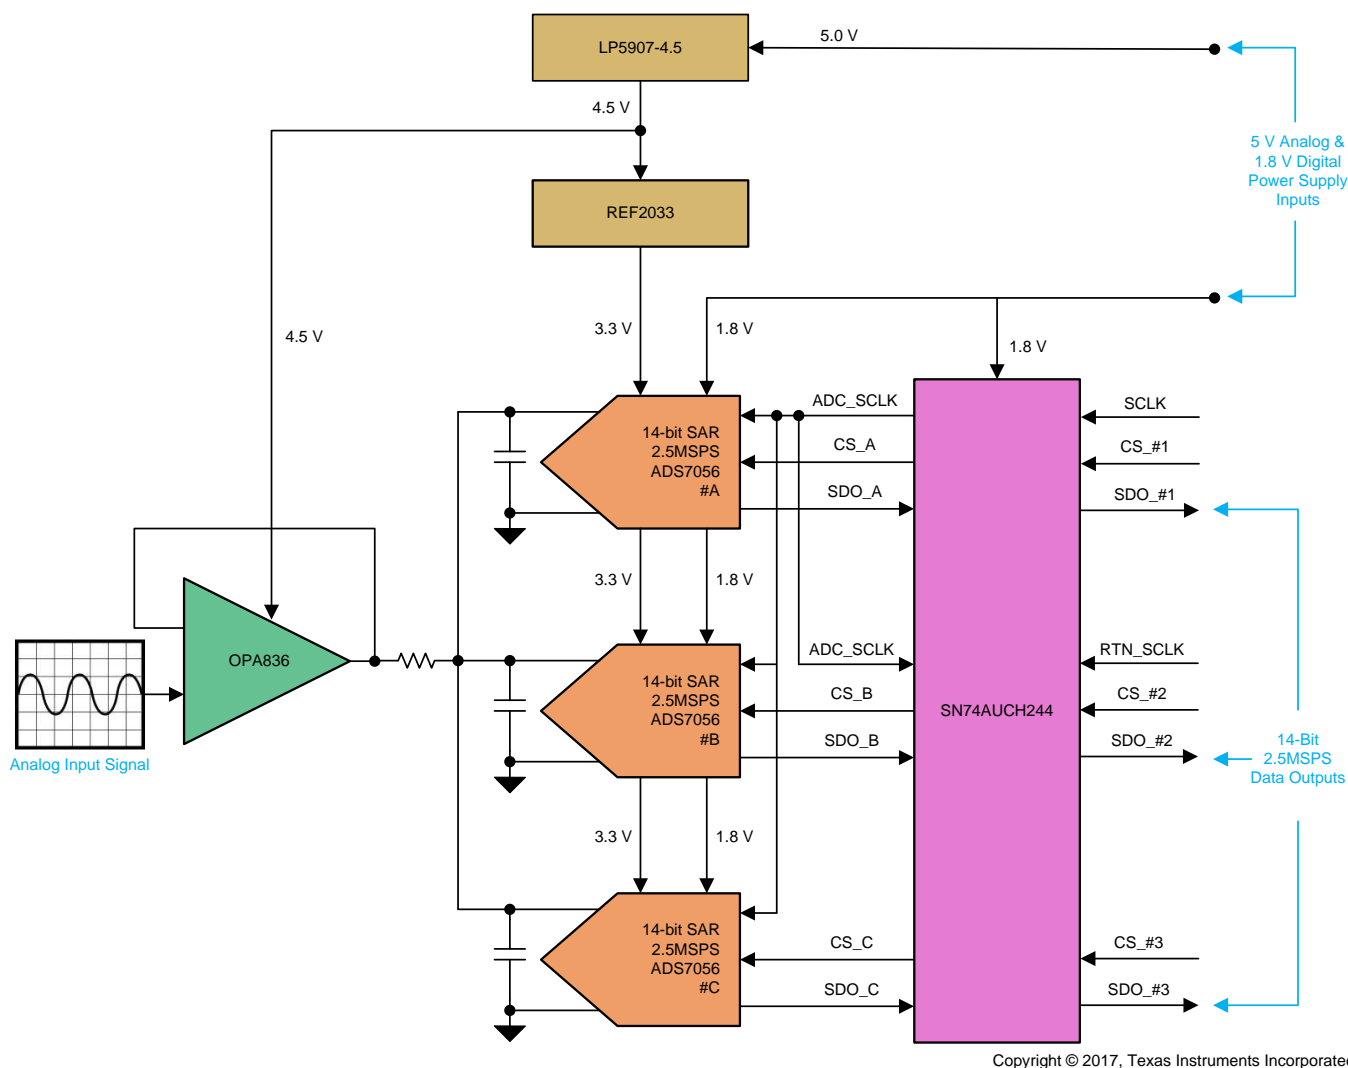 LP5907-4.5
5.0 V
4.5 V
5 V Analog &
1.8 V Digital
Power Supply
Inputs
REF2033
4.5 V
3.3 V
1.8 V
1.8 V
14-bit SAR
2.5MSPS
ADS7056
#A
ADC_SCLK
CS_A
SDO_A
SCLK
CS_#1
SDO_#1
3.3 V
1.8 V
OPA836
Analog Input Signal
14-bit SAR
2.5MSPS
ADS7056
#B
ADC_SCLK
CS_B
SDO_B
SN74AUCH244
RTN_SCLK
CS_#2
SDO_#2
14-Bit
2.5MSPS
Data Outputs
3.3 V
1.8 V
14-bit SAR
2.5MSPS
ADS7056
#C
CS_C
SDO_C
CS_#3
SDO_#3
Copyright © 2017, Texas Instruments Incorporate